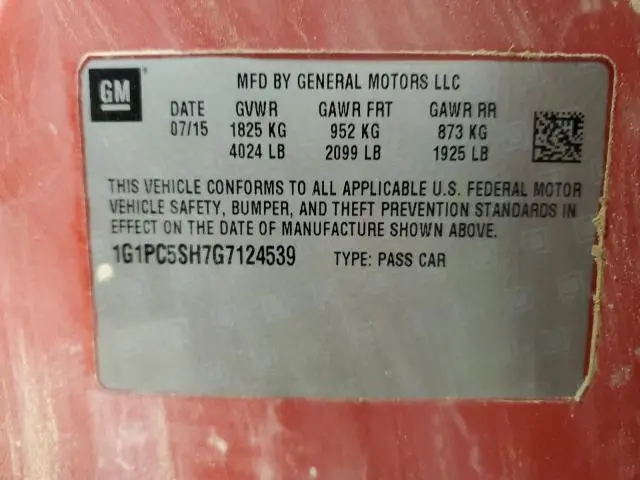 GM
MFD BY GENERAL MOTORS LLC
DATE GVWR GAWR FRT GAWR RR
07/15 1825 KG 952 KG 873 KG
4024 LB 2099 LB 1925 LB
THIS VEHICLE CONFORMS TO ALL APPLICABLE U.S. FEDERAL MOTOR
VEHICLE SAFETY, BUMPER, AND THEFT PREVENTION STANDARDS IN
EFFECT ON THE DATE OF MANUFACTURE SHOWN ABOVE.
1G1PC5SH7G7124539 TYPE: PASS CAR